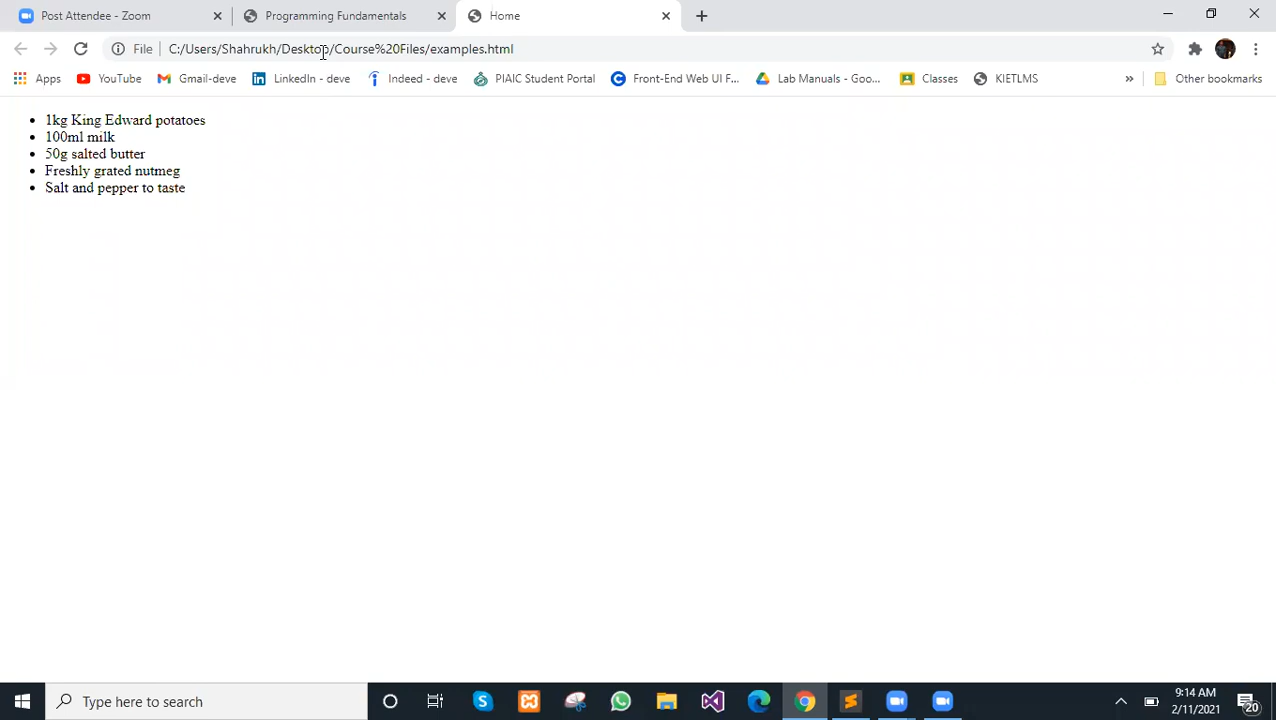 Post Attendee - Zoom
Programming Fundamentals
Home
File
C:/Users/Shahrukh/Desktop/Course%20Files/examples.html
Apps
YouTube
Gmail-deve
LinkedIn - deve
Indeed - deve
PIAIC Student Portal
Front-End Web UI F...
Lab Manuals - Goo...
Classes
KIETLMS
»
Other bookmarks
• 1kg King Edward potatoes
• 100ml milk
• 50g salted butter
• Freshly grated nutmeg
• Salt and pepper to taste
Type here to search
9:14 AM
2/11/2021
20